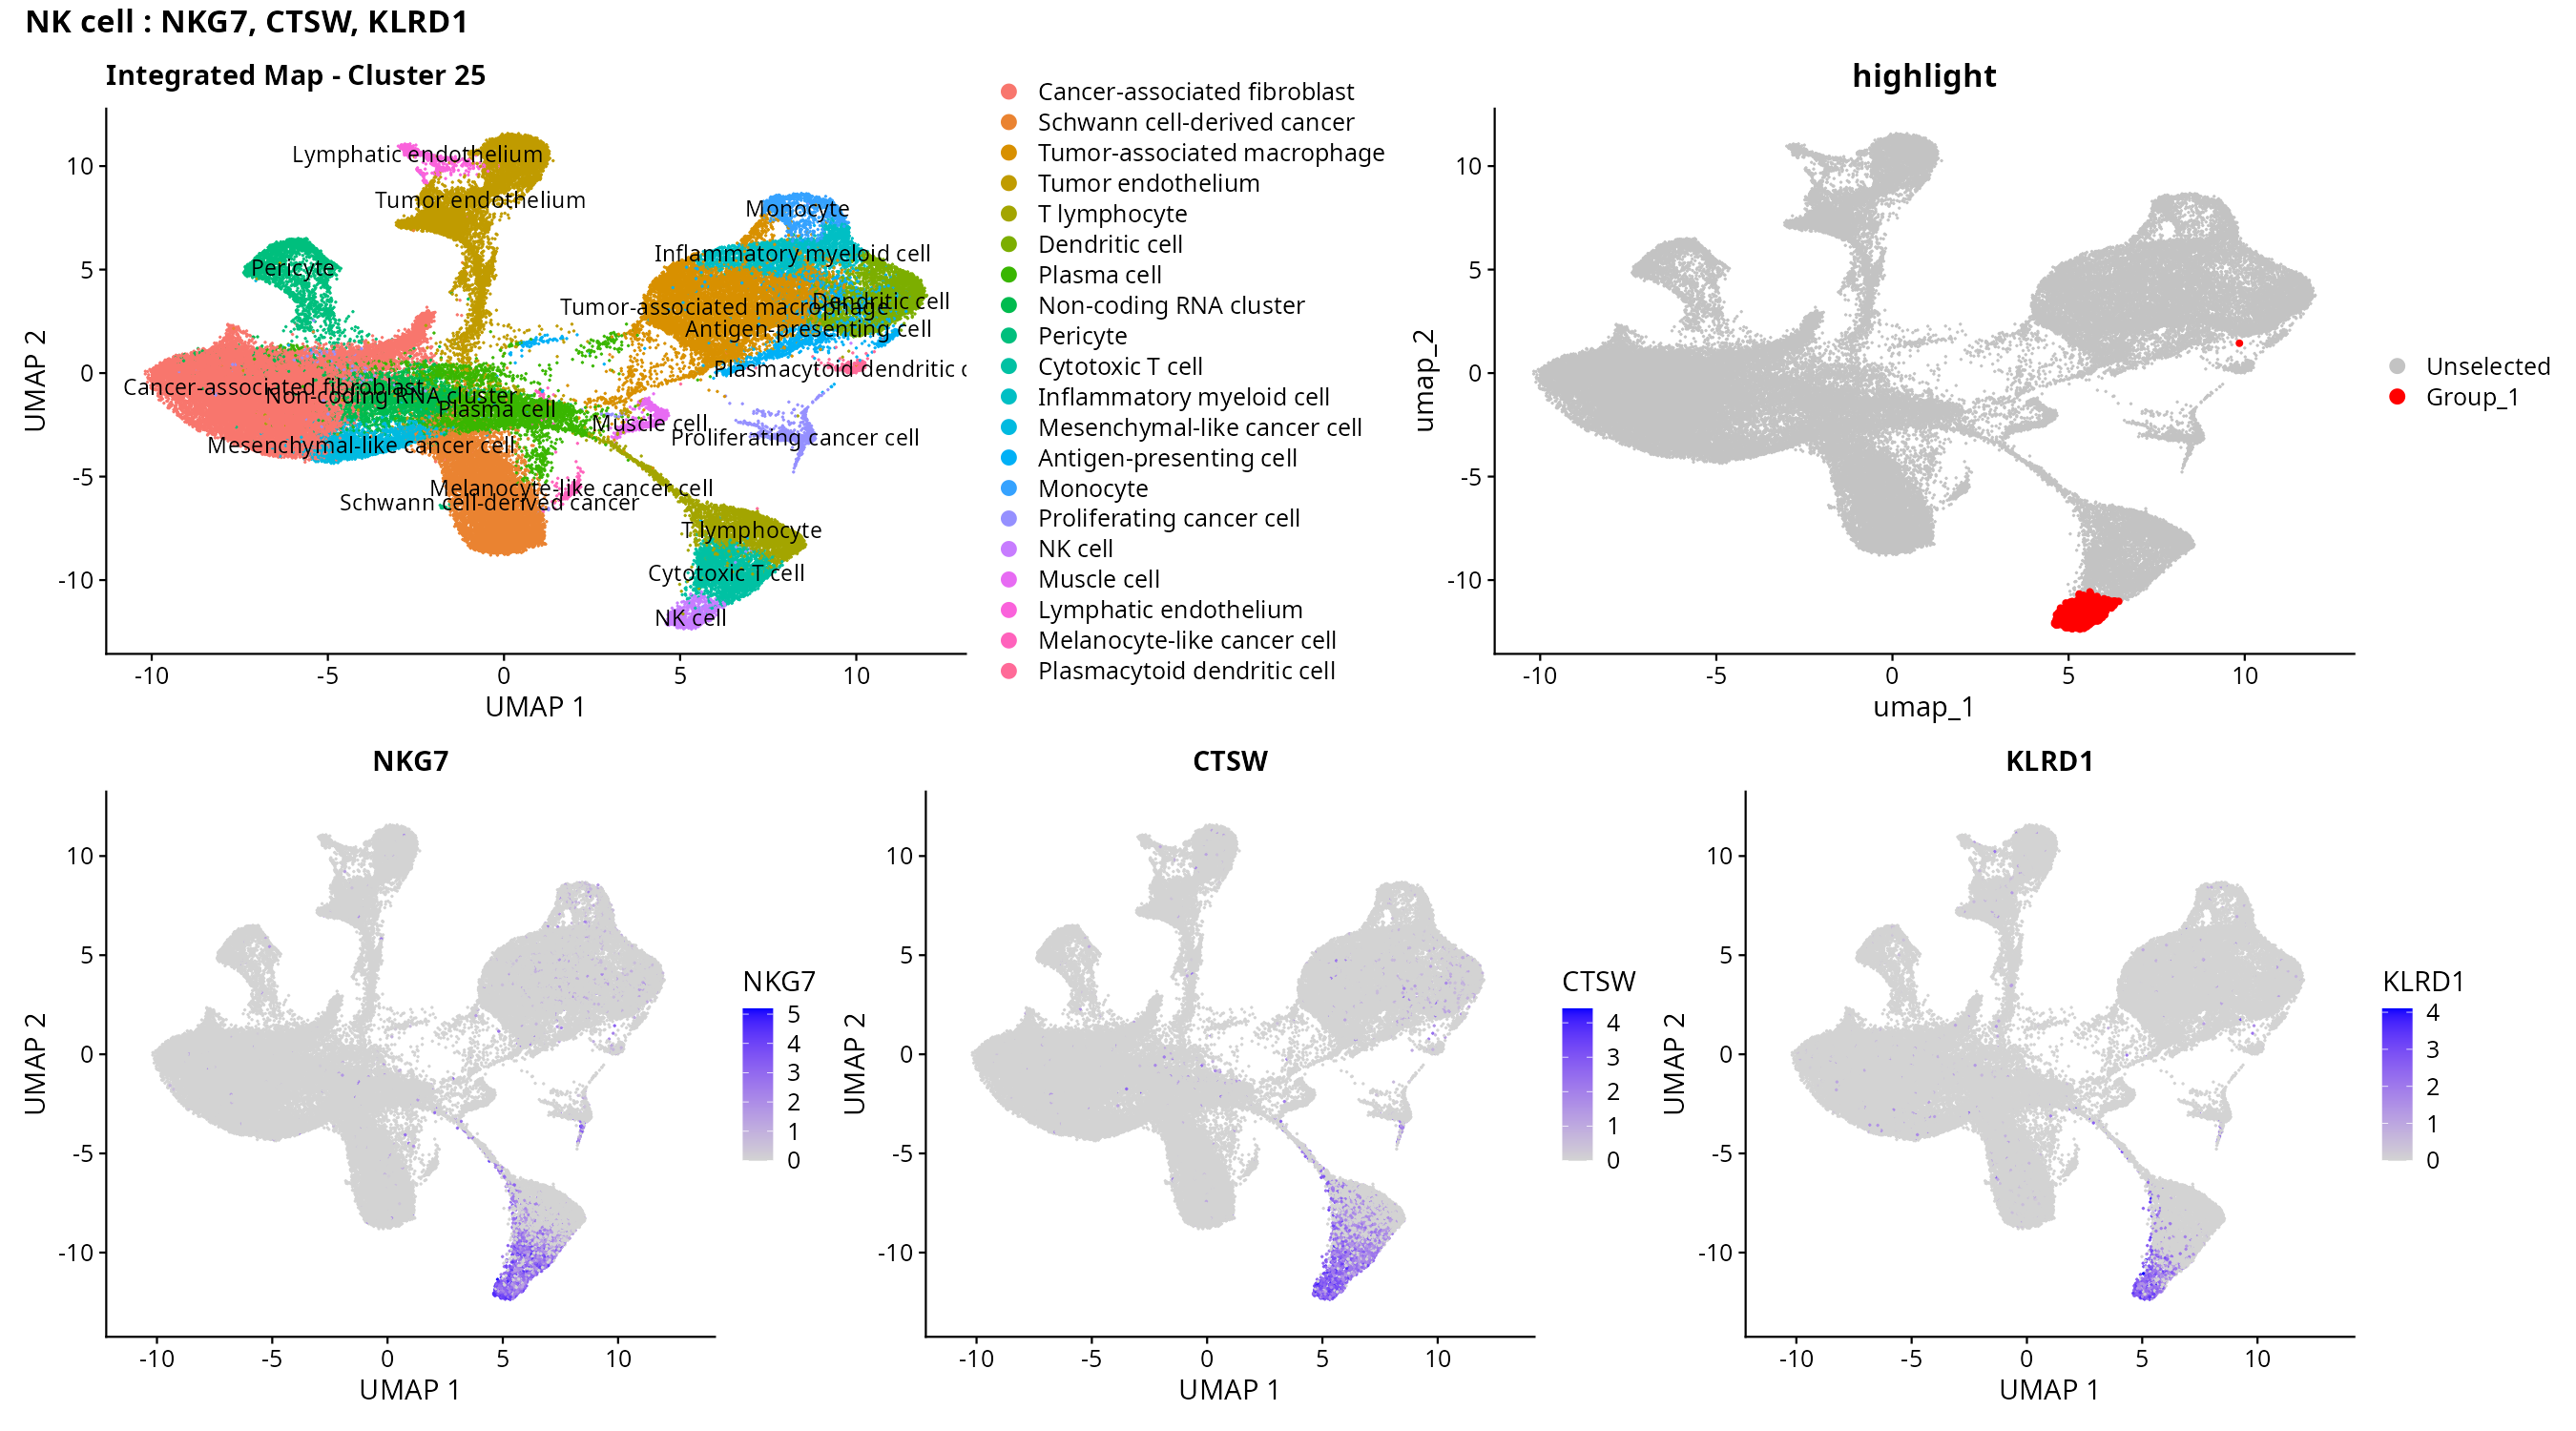 NK cell : NKG7, CTSW, KLRD1
Integrated Map - Cluster 25
10
5
0
-5
-10
UMAP 2
-10
-5
0
5
10
UMAP 1
Lymphatic endothelium
Tumor endothelium
Monocyte
Inflammatory myeloid cell
Pericyte
Dendritic cell
Tumor-associated macrophage
Antigen-presenting cell
Plasmacytoid dendritic c
Cancer-associated fibroblast
Non-coding RNA cluster
Plasma cell
Muscle cell
Proliferating cancer cell
Mesenchymal-like cancer cell
Melanocyte-like cancer cell
Schwann cell-derived cancer
T lymphocyte
Cytotoxic T cell
NK cell
Cancer-associated fibroblast
Schwann cell-derived cancer
Tumor-associated macrophage
Tumor endothelium
T lymphocyte
Dendritic cell
Plasma cell
Non-coding RNA cluster
Pericyte
Cytotoxic T cell
Inflammatory myeloid cell
Mesenchymal-like cancer cell
Antigen-presenting cell
Monocyte
Proliferating cancer cell
NK cell
Muscle cell
Lymphatic endothelium
Melanocyte-like cancer cell
Plasmacytoid dendritic cell
highlight
10
5
0
-5
-10
umap_2
-10
-5
0
5
10
umap_1
Unselected
Group_1
NKG7
10
5
0
-5
-10
UMAP 2
-10
-5
0
5
10
UMAP 1
NKG7
5
4
3
2
1
0
CTSW
10
5
0
-5
-10
UMAP 2
-10
-5
0
5
10
UMAP 1
CTSW
4
3
2
1
0
KLRD1
10
5
0
-5
-10
UMAP 2
-10
-5
0
5
10
UMAP 1
KLRD1
4
3
2
1
0